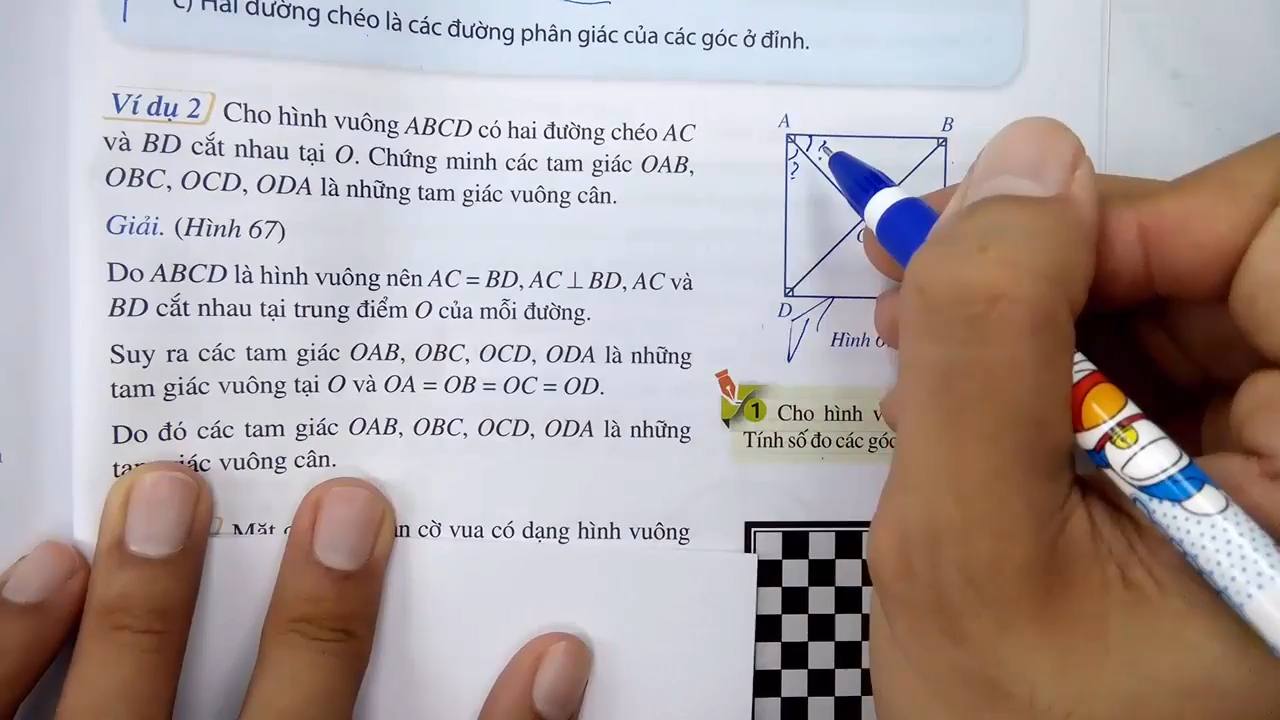 c) Hai đường chéo là các đường phân giác của các góc ở đỉnh.
Ví dụ 2 Cho hình vuông ABCD có hai đường chéo AC
và BD cắt nhau tại O. Chứng minh các tam giác OAB,
OBC, OCD, ODA là những tam giác vuông cân.
Giải. (Hình 67)
Do ABCD là hình vuông nên AC = BD, AC ⊥ BD, AC và
BD cắt nhau tại trung điểm O của mỗi đường.
Suy ra các tam giác OAB, OBC, OCD, ODA là những
tam giác vuông tại O và OA = OB = OC = OD.
Do đó các tam giác OAB, OBC, OCD, ODA là những
vuông cân.
cờ vua có dạng hình vuông
A B
? ?
D
Hình
1 Cho hình
Tính số đo các góc